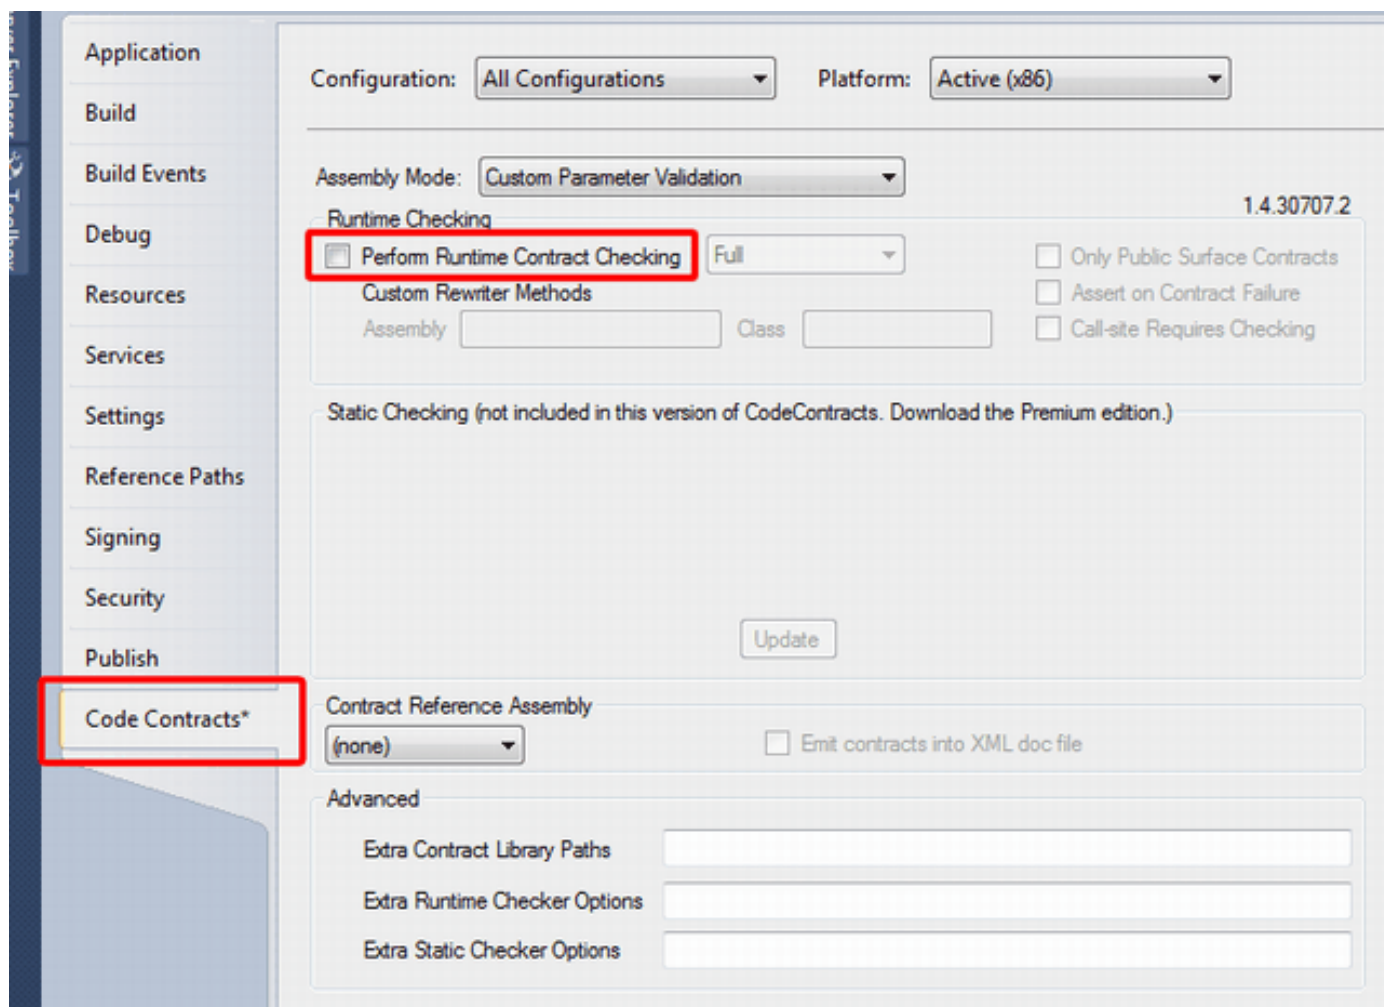 Application
Build
Build Events
Debug
Resources
Services
Settings
Reference Paths
Signing
Security
Publish
Code Contracts*
Configuration: All Configurations Platform: Active (x86)
Assembly Mode: Custom Parameter Validation
1.4.30707.2
Runtime Checking
Perform Runtime Contract Checking Full Only Public Surface Contracts
Custom Rewriter Methods Assert on Contract Failure
Assembly Class Call-site Requires Checking
Static Checking (not included in this version of CodeContracts. Download the Premium edition.)
Update
Contract Reference Assembly
(none) Emit contracts into XML doc file
Advanced
Extra Contract Library Paths
Extra Runtime Checker Options
Extra Static Checker Options